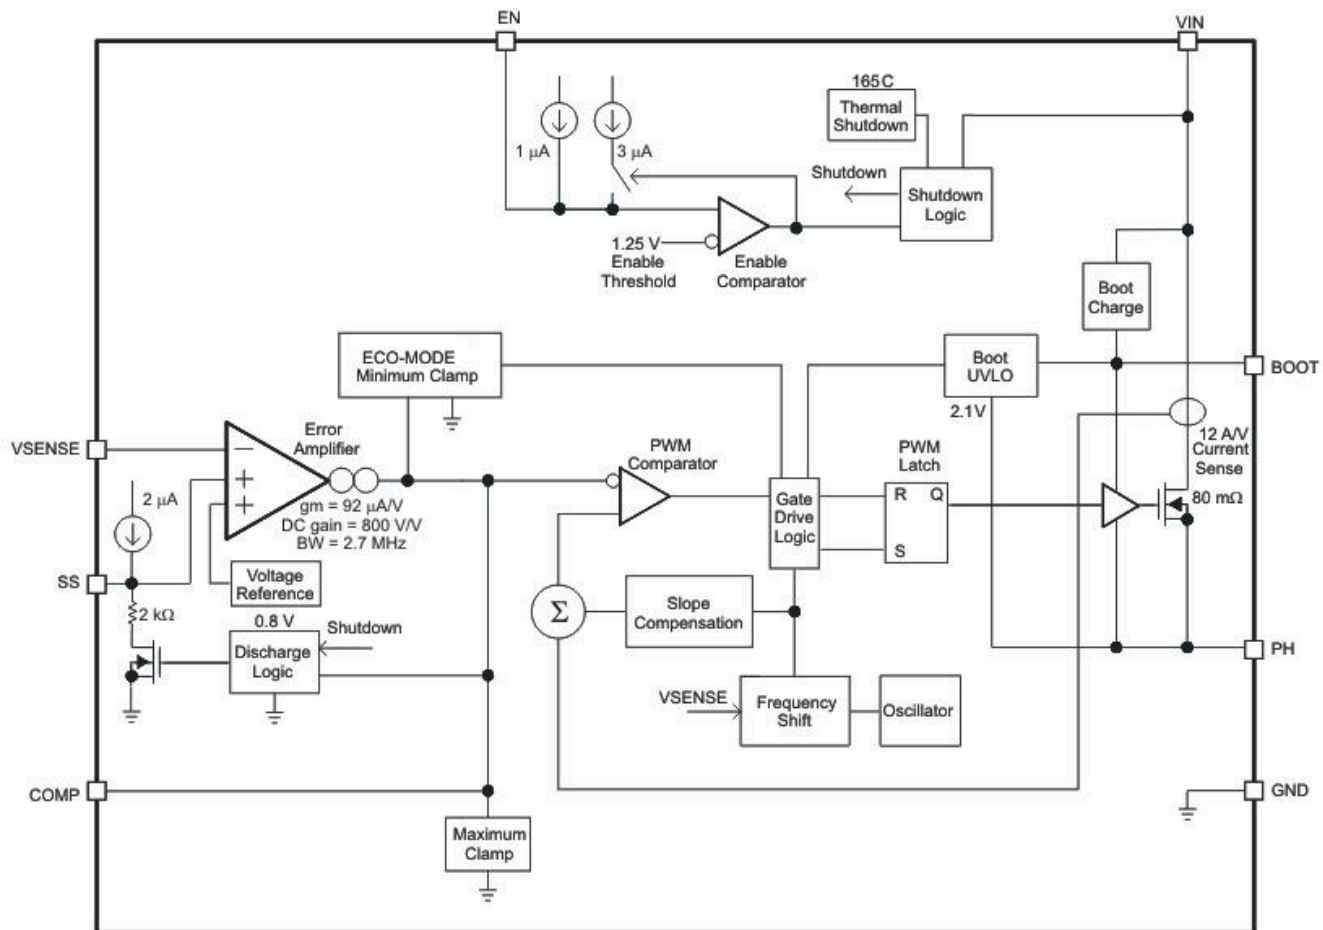 EN
VIN
165C
Thermal
Shutdown
1 μA
3 μA
Shutdown
Shutdown
Logic
1.25 V
Enable
Threshold
Enable
Comparator
Boot
Charge
ECO-MODE
Minimum Clamp
Boot
UVLO
BOOT
2.1V
VSENSE
Error
Amplifier
PWM
Comparator
PWM
Latch
12 A/V
Current
Sense
2 μA
gm = 92 μA/V
DC gain = 800 V/V
BW = 2.7 MHz
Gate
Drive
Logic
R Q
S
80 mΩ
SS
Voltage
Reference
2 kΩ
0.8 V
Shutdown
Discharge
Logic
Σ
Slope
Compensation
PH
VSENSE
Frequency
Shift
Oscillator
COMP
GND
Maximum
Clamp